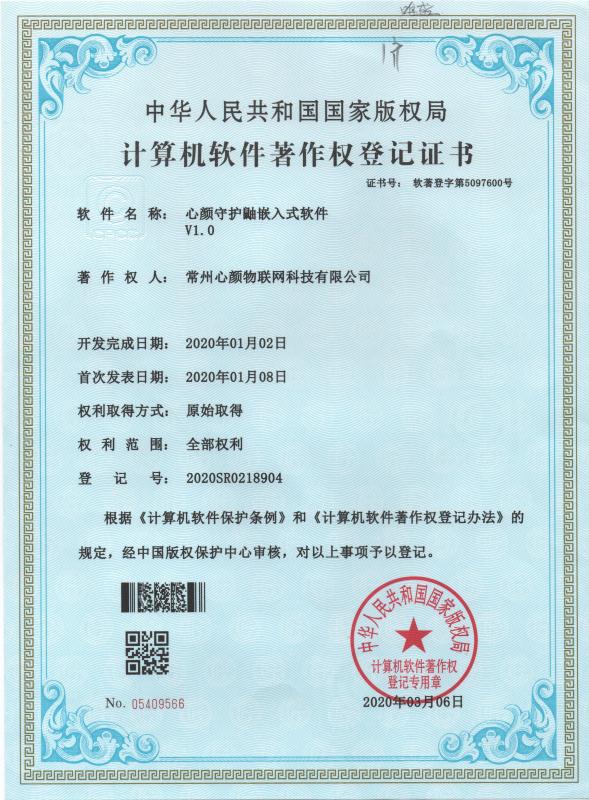 中华人民共和国国家版权局
计算机软件著作权登记证书
证书号： 软著登字第5097600号
软件名称： 心颜守护鼬嵌入式软件
V1.0
著作权人： 常州心颜物联网科技有限公司
开发完成日期： 2020年01月02日
首次发表日期： 2020年01月08日
权利取得方式： 原始取得
权利范围： 全部权利
登记号： 2020SR0218904
根据《计算机软件保护条例》和《计算机软件著作权登记办法》的
规定，经中国版权保护中心审核，对以上事项予以登记。
中华人民共和国国家版权局
计算机软件著作权
登记专用章
No. 05409566
2020年03月06日